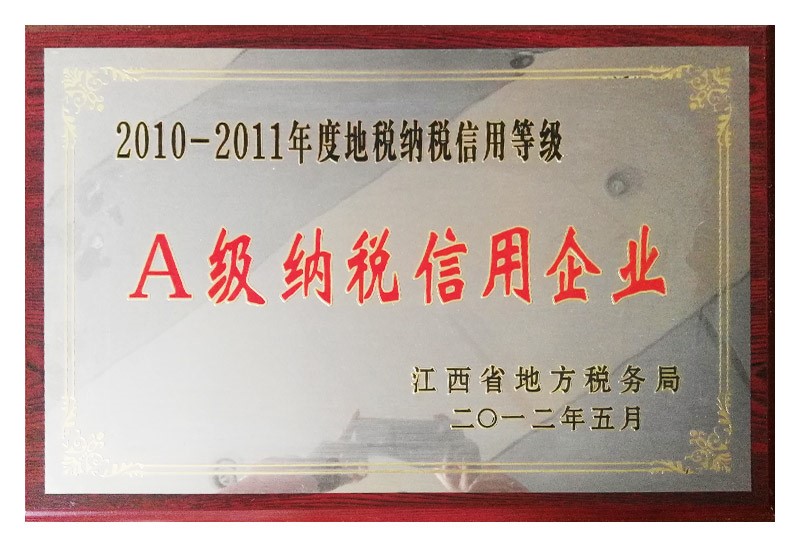 2010-2011年度地税纳税信用等级
A级纳税信用企业
江西省地方税务局
二〇一二年五月